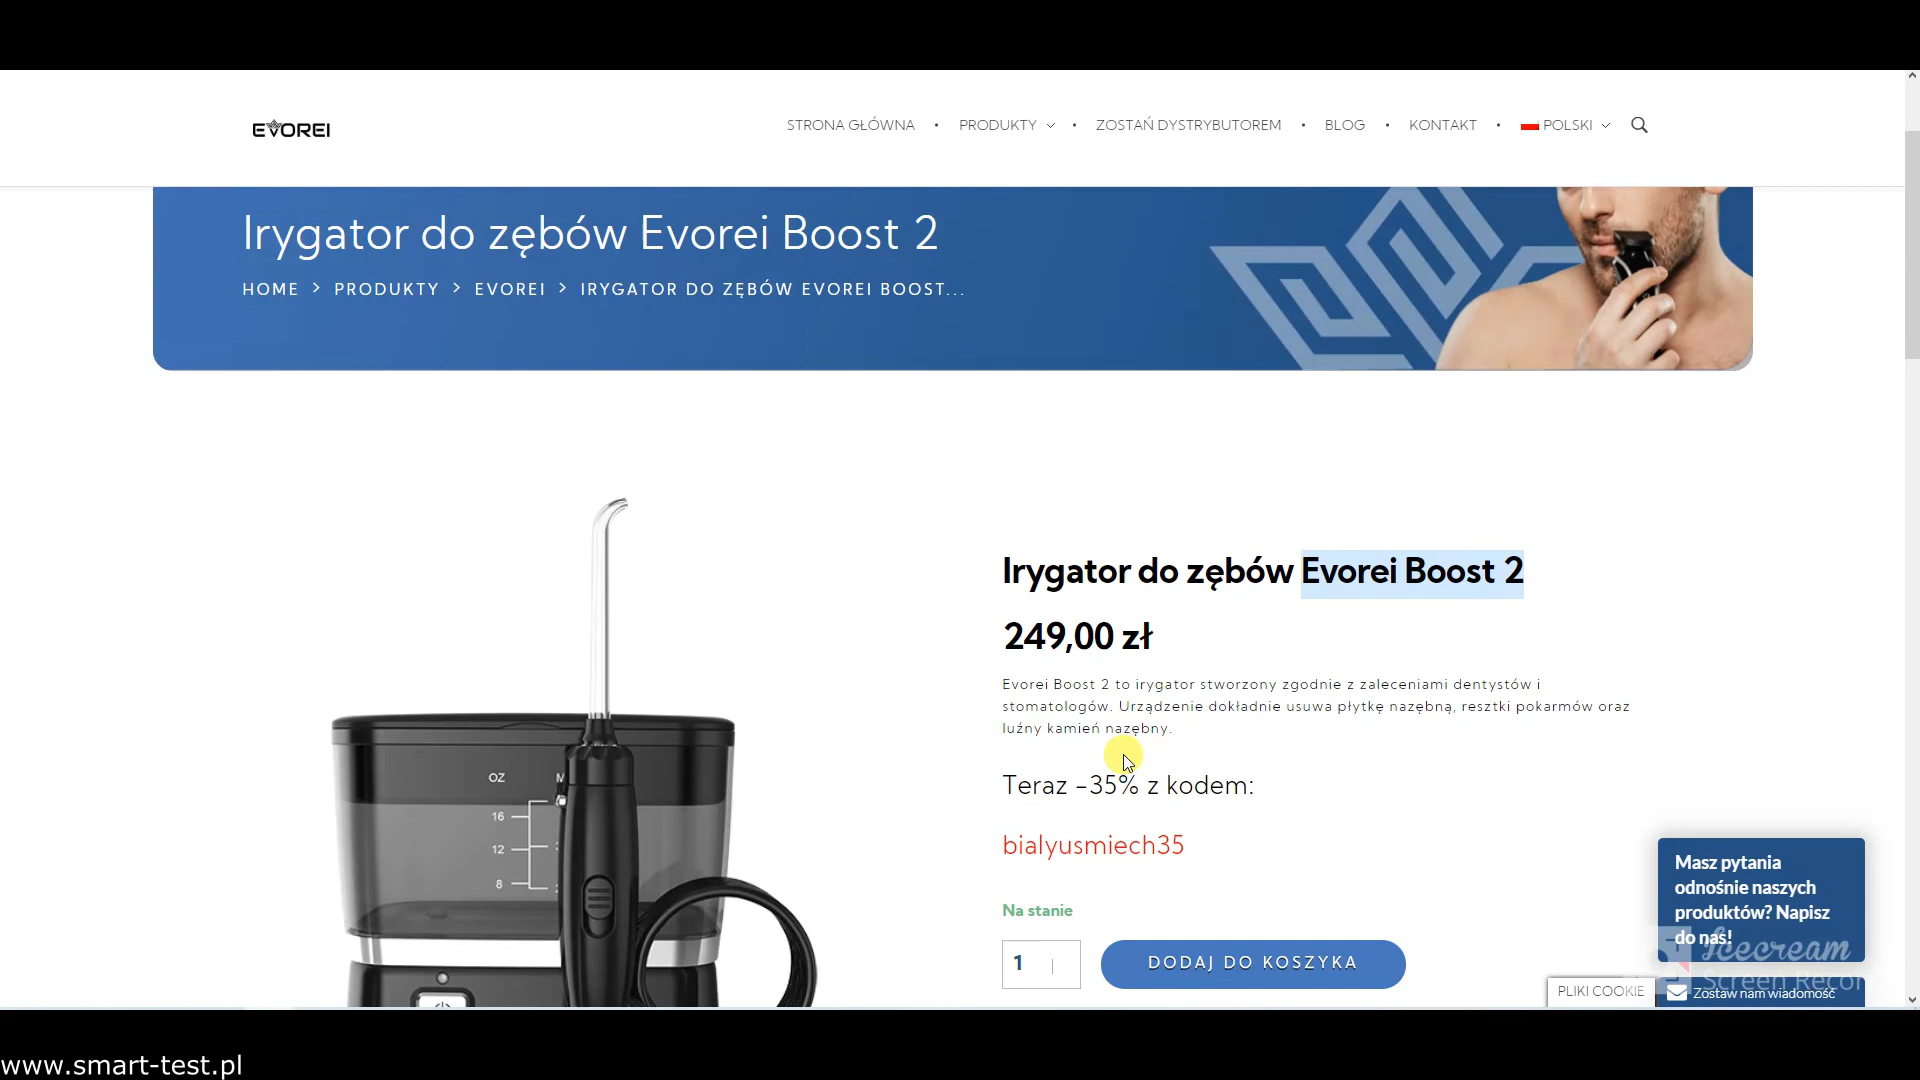 EVOREI
STRONA GŁÓWNA • PRODUKTY • ZOSTAŃ DYSTRYBUTOREM • BLOG • KONTAKT • POLSKI
Irygator do zębów Evorei Boost 2
HOME > PRODUKTY > EVOREI > IRYGATOR DO ZĘBÓW EVOREI BOOST...
Irygator do zębów Evorei Boost 2
249,00 zł
Evorei Boost 2 to irygator stworzony zgodnie z zaleceniami dentystów i
stomatologów. Urządzenie dokładnie usuwa płytkę nazębną, resztki pokarmów oraz
luźny kamień nazębny.
Teraz -35% z kodem:
bialyusmiech35
Na stanie
1
DODAJ DO KOSZYKA
OZ
16
12
8
Masz pytania
odnośnie naszych
produktów? Napisz
do nas!
Icecream
Screen Recor
PLIKI COOKIE
Zostaw nam wiadomość
www.smart-test.pl